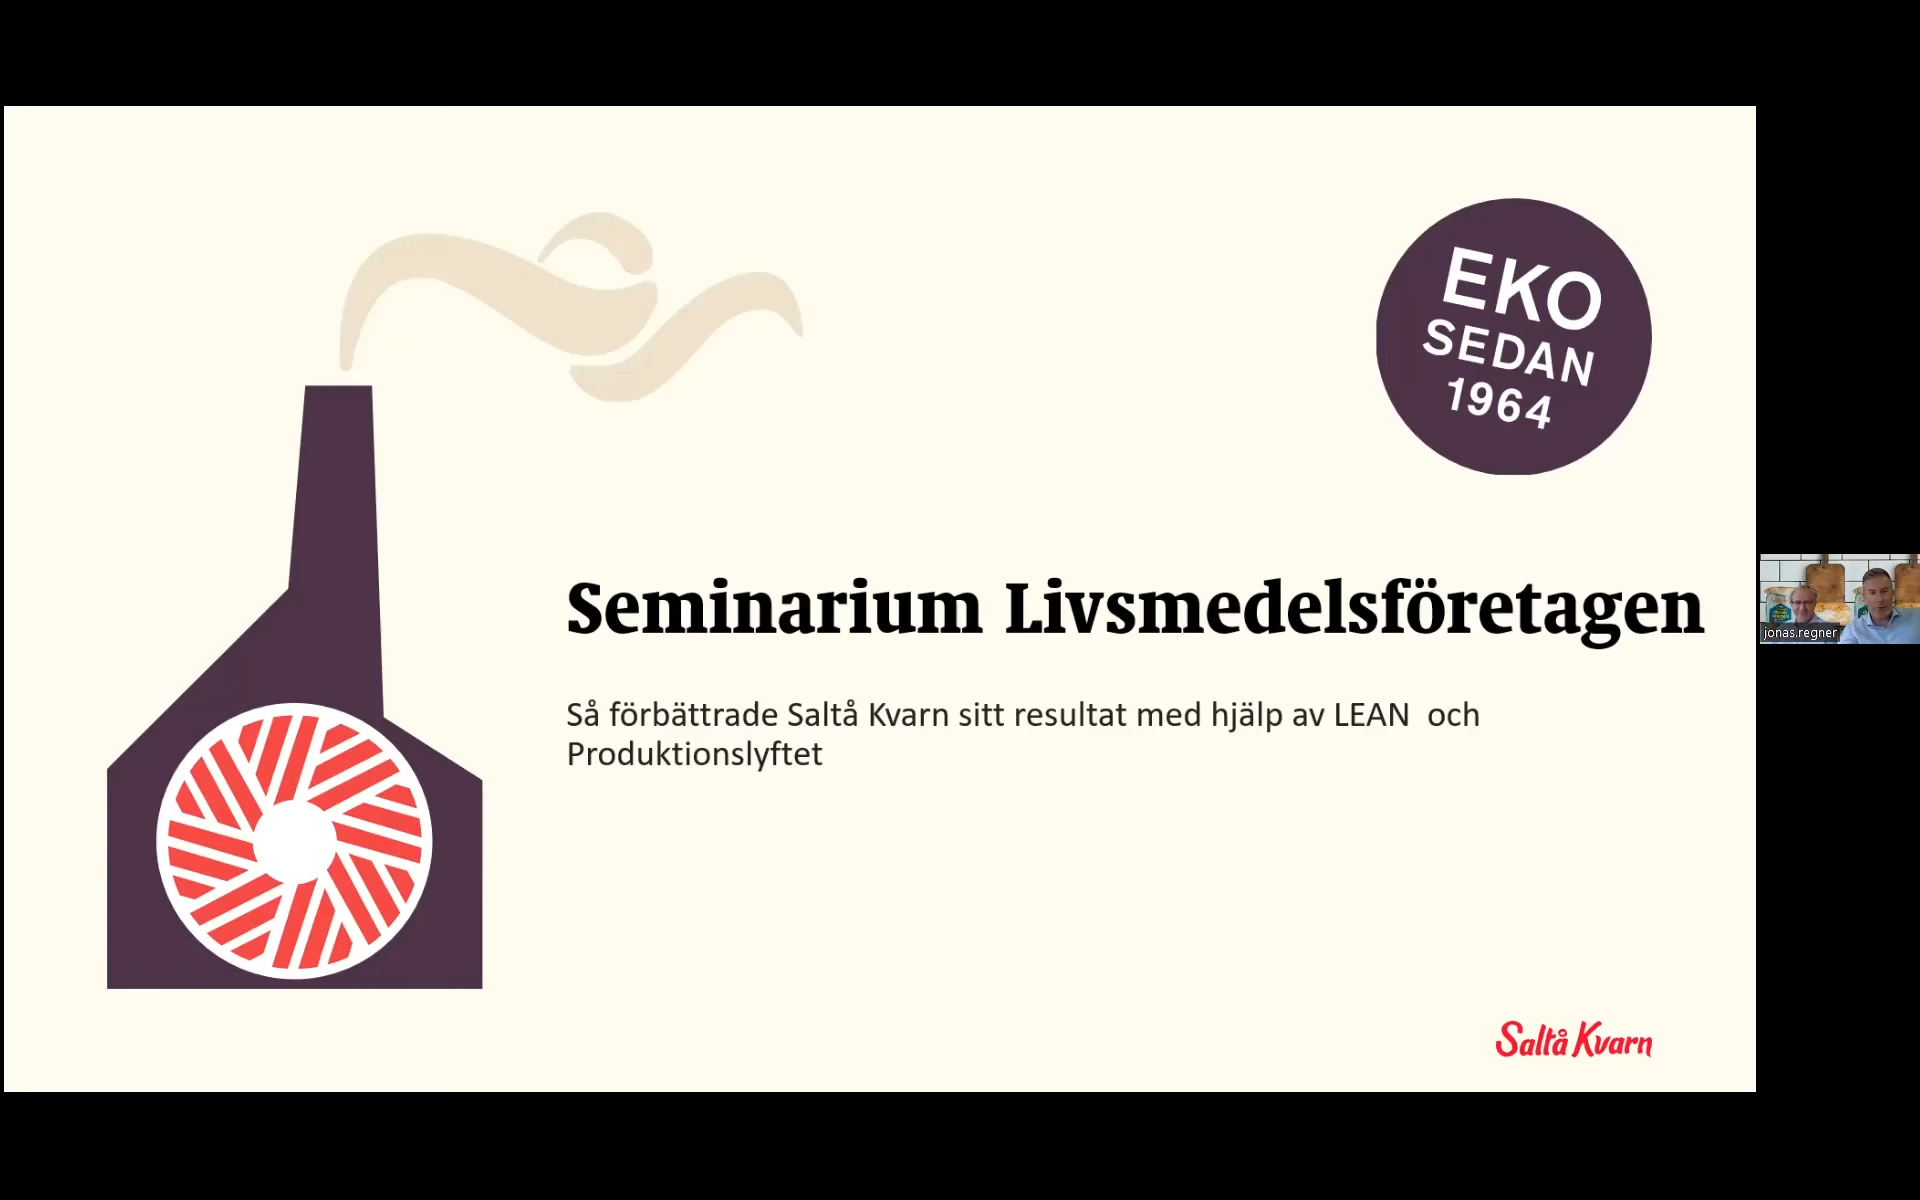 EKO
SEDAN
1964
Seminarium Livsmedelsföretagen
Så förbättrade Saltå Kvarn sitt resultat med hjälp av LEAN och
Produktionslyftet
jonas.regner
Saltå Kvarn